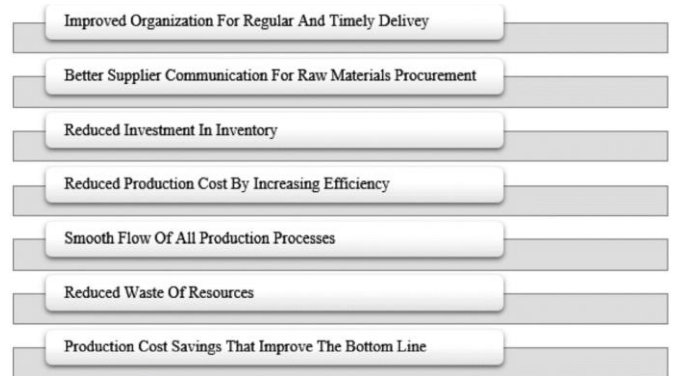 Improved Organization For Regular And Timely Delivey
Better Supplier Communication For Raw Materials Procurement
Reduced Investment In Inventory
Reduced Production Cost By Increasing Efficiency
Smooth Flow Of All Production Processes
Reduced Waste Of Resources
Production Cost Savings That Improve The Bottom Line